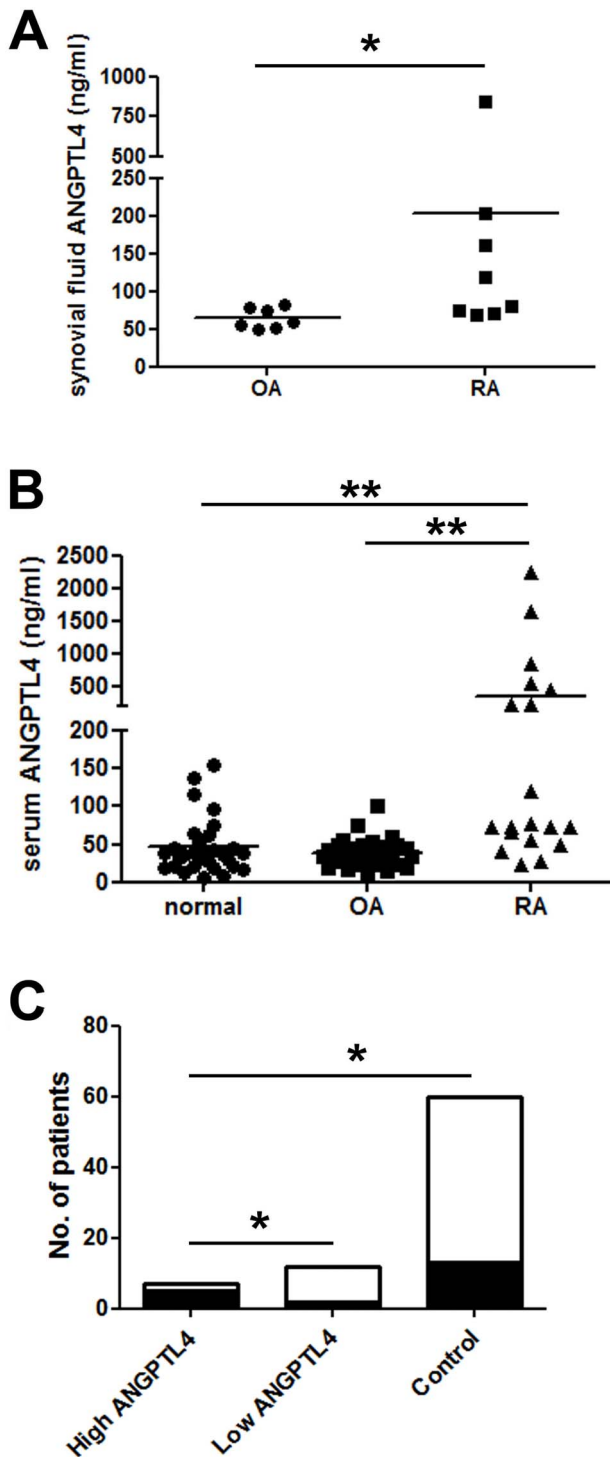 A
*
synovial fluid ANGPTL4 (ng/ml)
1000
750
500
250
200
150
100
50
0
OA
RA
B
**
**
serum ANGPTL4 (ng/ml)
2500
2000
1500
1000
500
200
150
100
50
0
normal
OA
RA
C
*
*
No. of patients
80
60
40
20
0
High ANGPTL4
Low ANGPTL4
Control